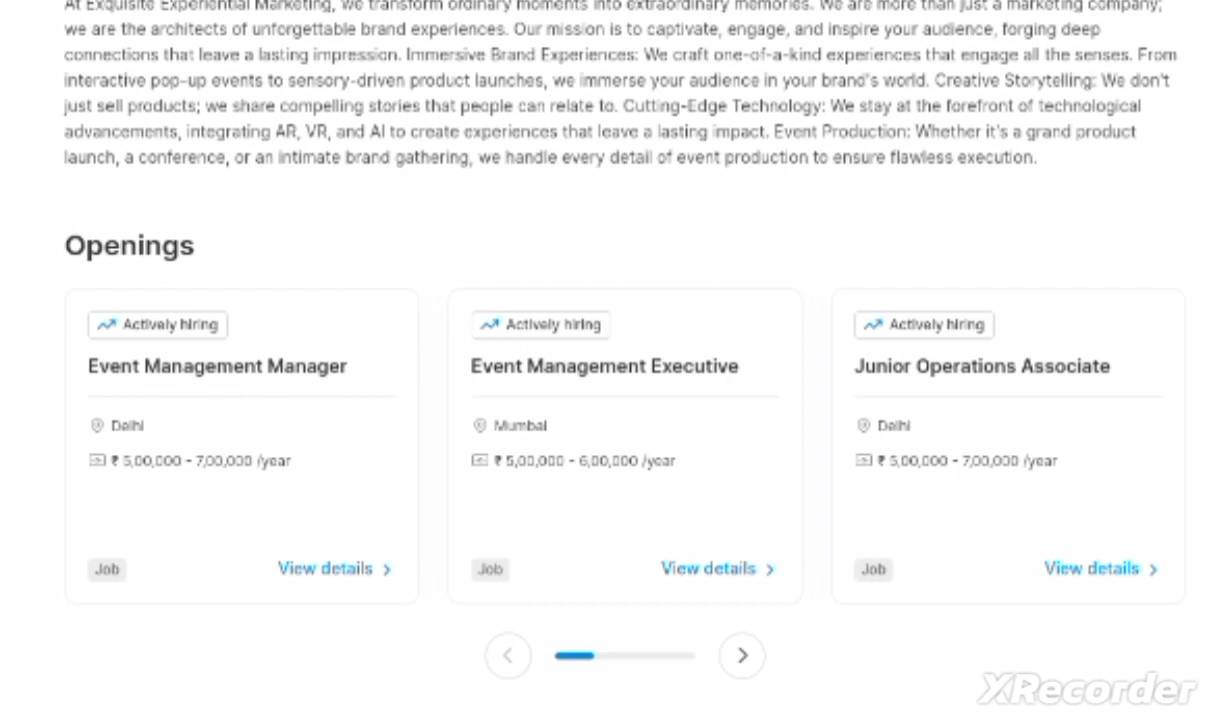 At Exquisite Experiential Marketing, we transform ordinary moments into extraordinary memories. We are more than just a marketing company;
we are the architects of unforgettable brand experiences. Our mission is to captivate, engage, and inspire your audience, forging deep
connections that leave a lasting impression. Immersive Brand Experiences: We craft one-of-a-kind experiences that engage all the senses. From
interactive pop-up events to sensory-driven product launches, we immerse your audience in your brand's world. Creative Storytelling: We don't
just sell products; we share compelling stories that people can relate to. Cutting-Edge Technology: We stay at the forefront of technological
advancements, integrating AR, VR, and AI to create experiences that leave a lasting impact. Event Production: Whether it's a grand product
launch, a conference, or an intimate brand gathering, we handle every detail of event production to ensure flawless execution.
Openings
Actively hiring
Event Management Manager
Delhi
₹ 5,00,000 - 7,00,000 /year
Job
View details
Actively hiring
Event Management Executive
Mumbai
₹ 5,00,000 - 6,00,000 /year
Job
View details
Actively hiring
Junior Operations Associate
Delhi
₹ 5,00,000 - 7,00,000 /year
Job
View details
XRecorder